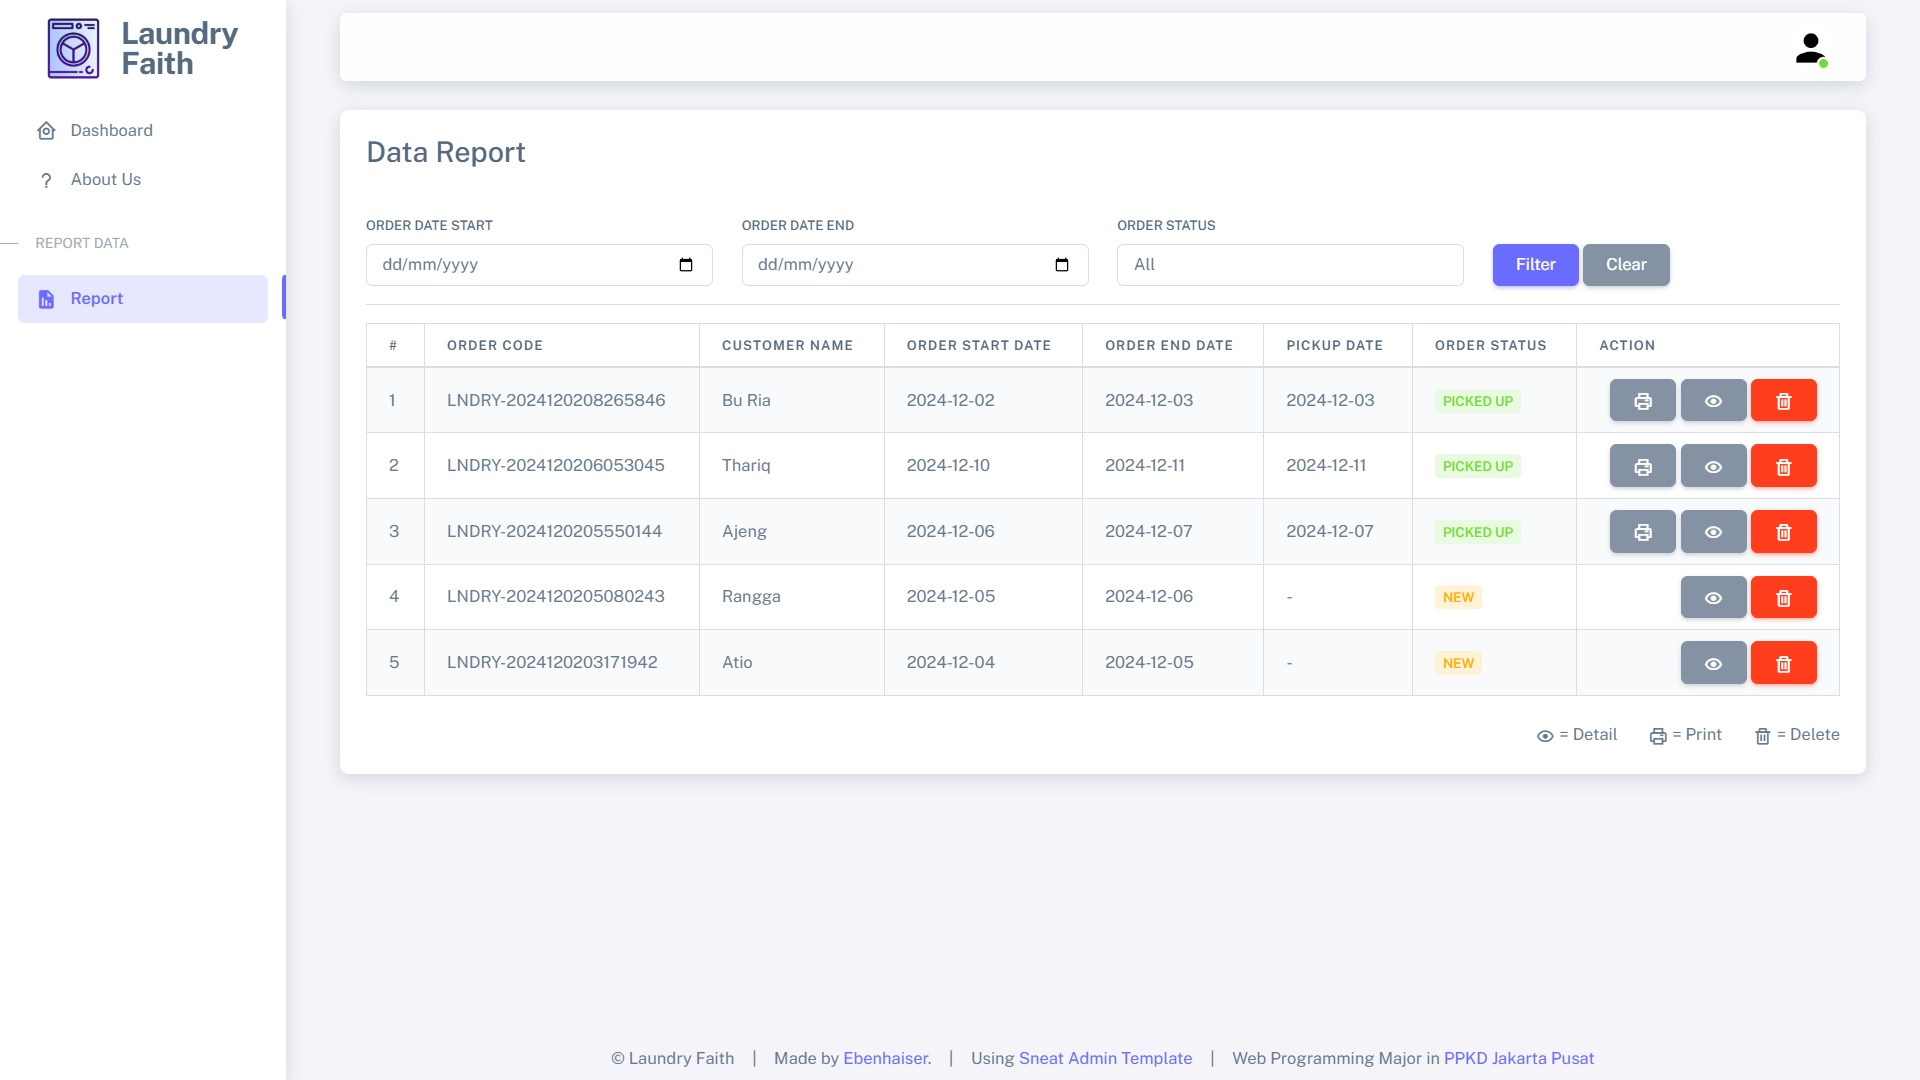 Laundry
Faith
Dashboard
? About Us
REPORT DATA
Report
Data Report
ORDER DATE START ORDER DATE END ORDER STATUS
dd/mm/yyyy dd/mm/yyyy All Filter Clear
# ORDER CODE CUSTOMER NAME ORDER START DATE ORDER END DATE PICKUP DATE ORDER STATUS ACTION
1 LNDRY-2024120208265846 Bu Ria 2024-12-02 2024-12-03 2024-12-03 PICKED UP
2 LNDRY-2024120206053045 Thariq 2024-12-10 2024-12-11 2024-12-11 PICKED UP
3 LNDRY-2024120205550144 Ajeng 2024-12-06 2024-12-07 2024-12-07 PICKED UP
4 LNDRY-2024120205080243 Rangga 2024-12-05 2024-12-06 - NEW
5 LNDRY-2024120203171942 Atio 2024-12-04 2024-12-05 - NEW
= Detail = Print = Delete
© Laundry Faith | Made by Ebenhaiser. | Using Sneat Admin Template | Web Programming Major in PPKD Jakarta Pusat